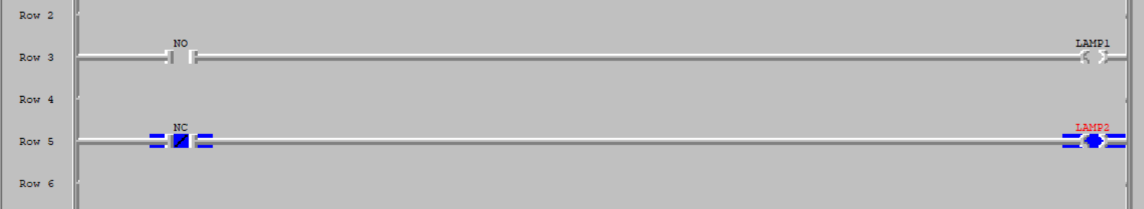 Row 2
NO LAMP1
Row 3
Row 4
NC LAMP2
Row 5
Row 6